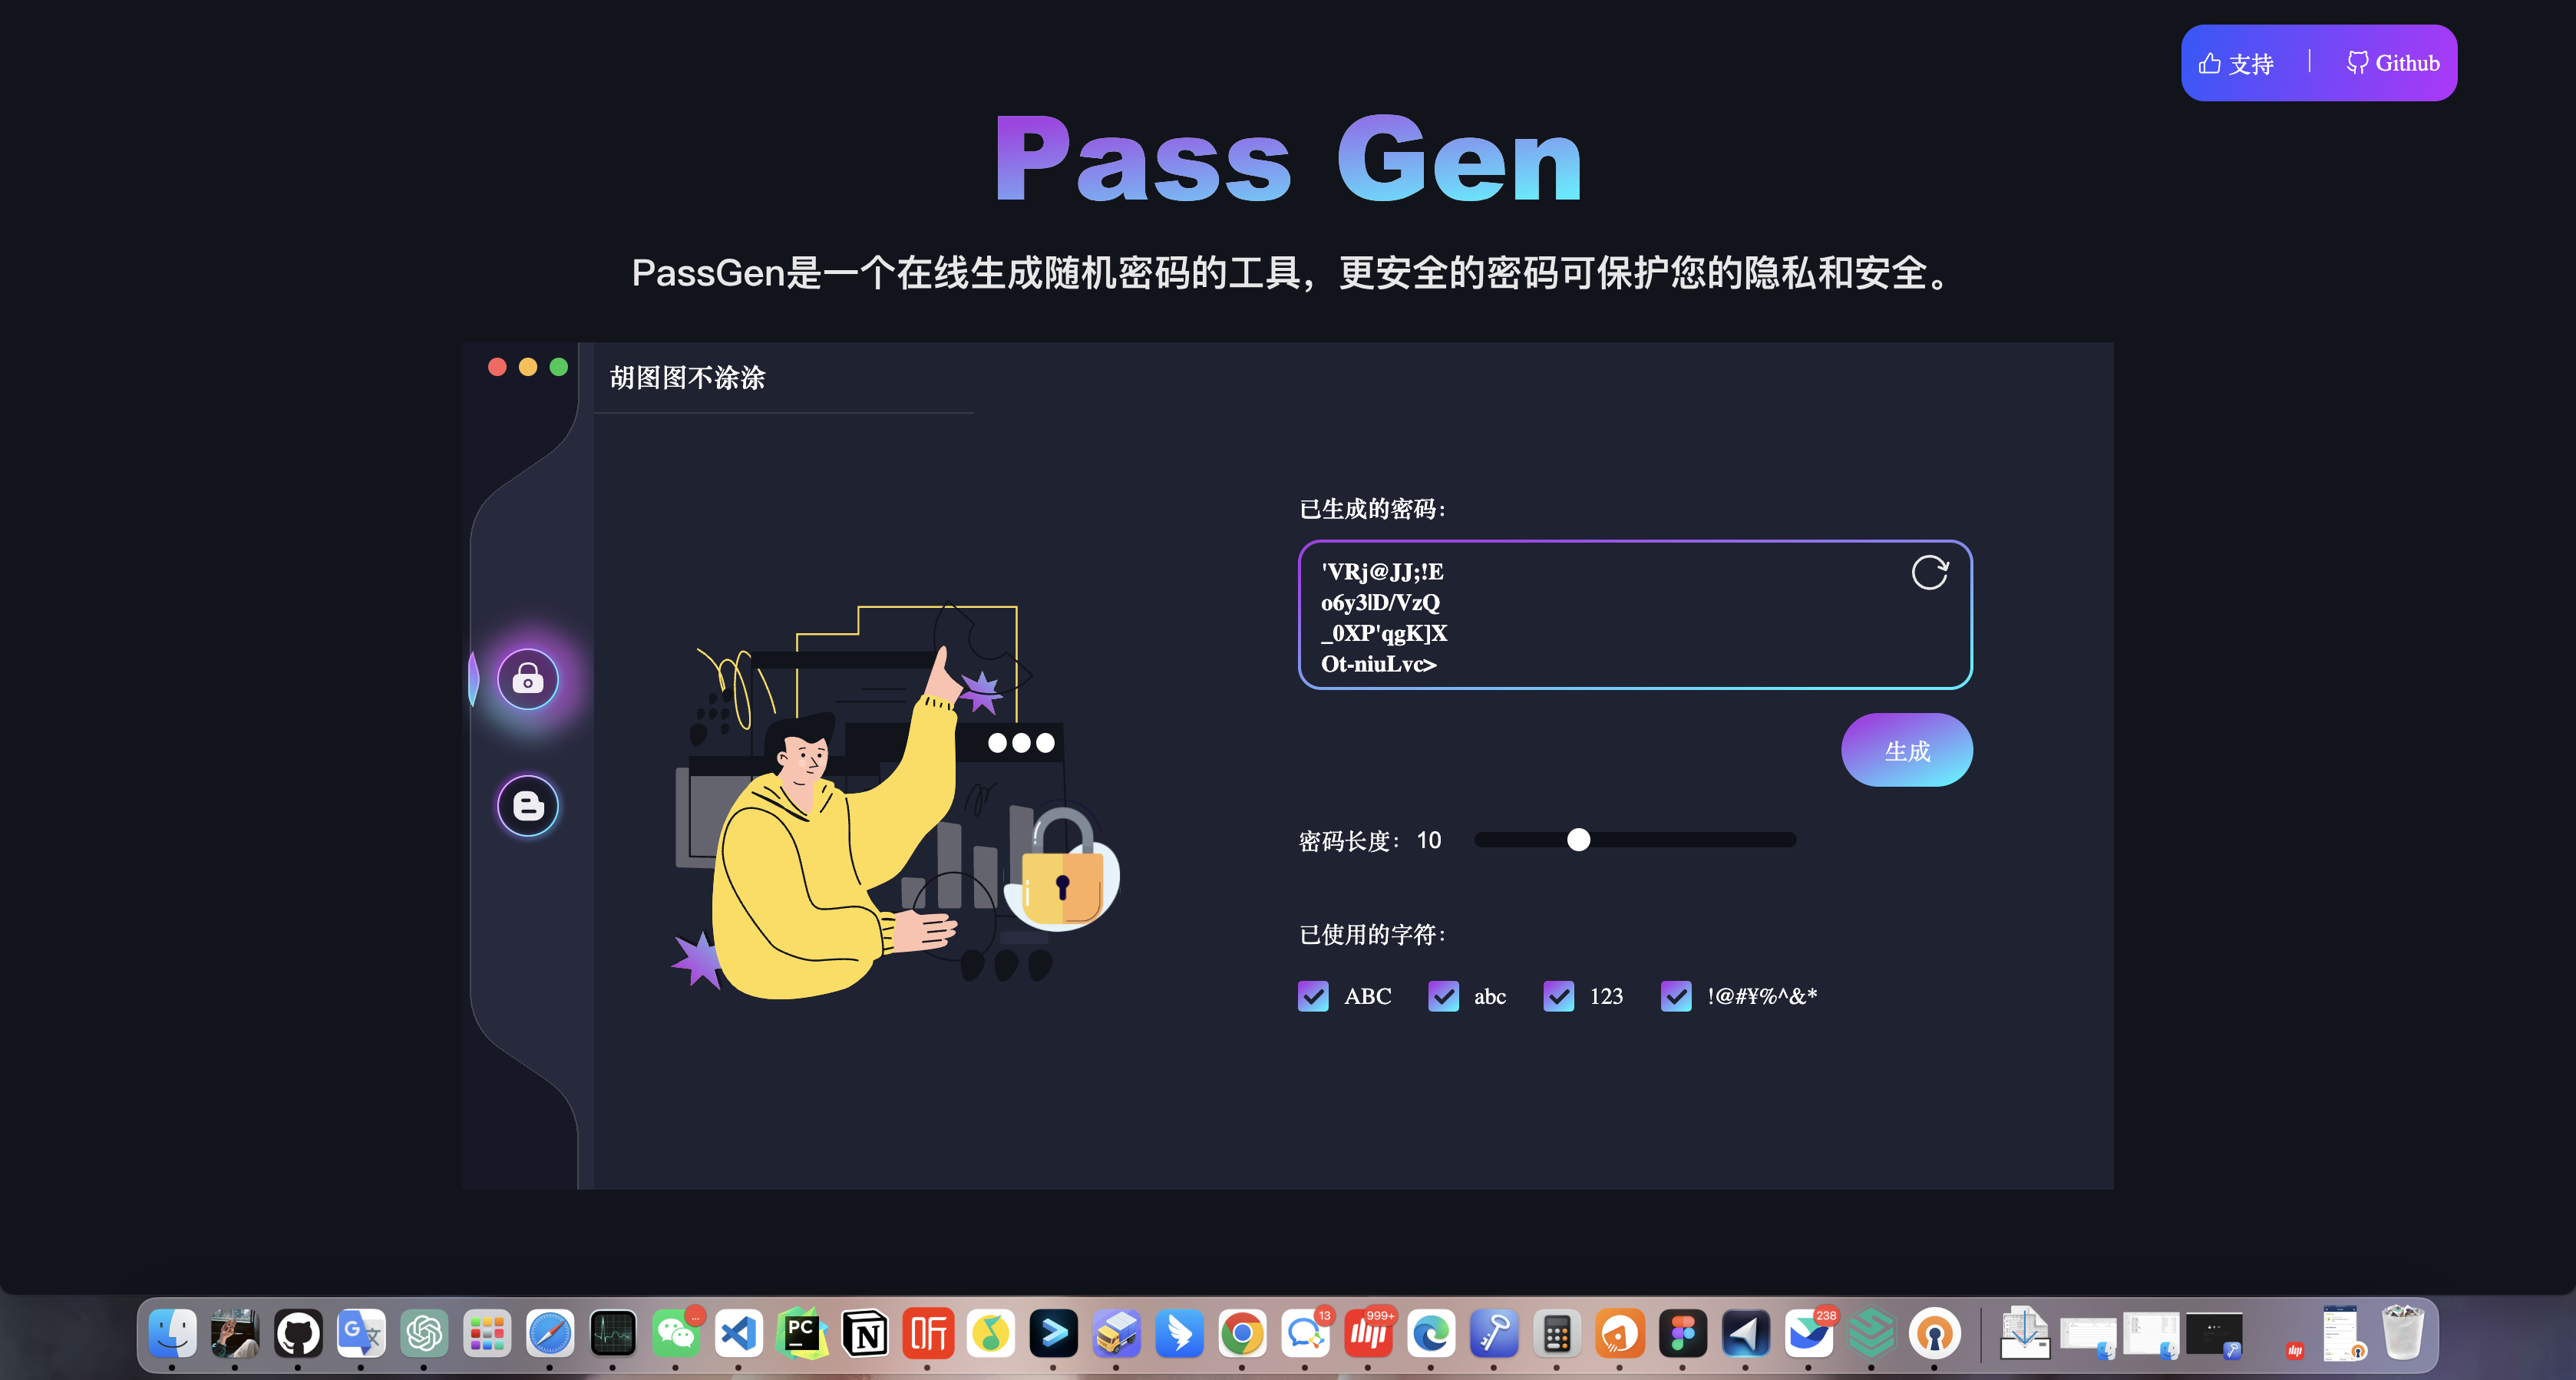 支持 | Github
Pass Gen
PassGen是一个在线生成随机密码的工具，更安全的密码可保护您的隐私和安全。
胡图图不涂涂
已生成的密码：
'VRj@JJ;!E
o6y3lD/VzQ
_0XP'qgK]X
Ot-niuLvc>
生成
密码长度： 10
已使用的字符：
ABC abc 123 !@#¥%^&*
... 13 999+ 238
PC
听